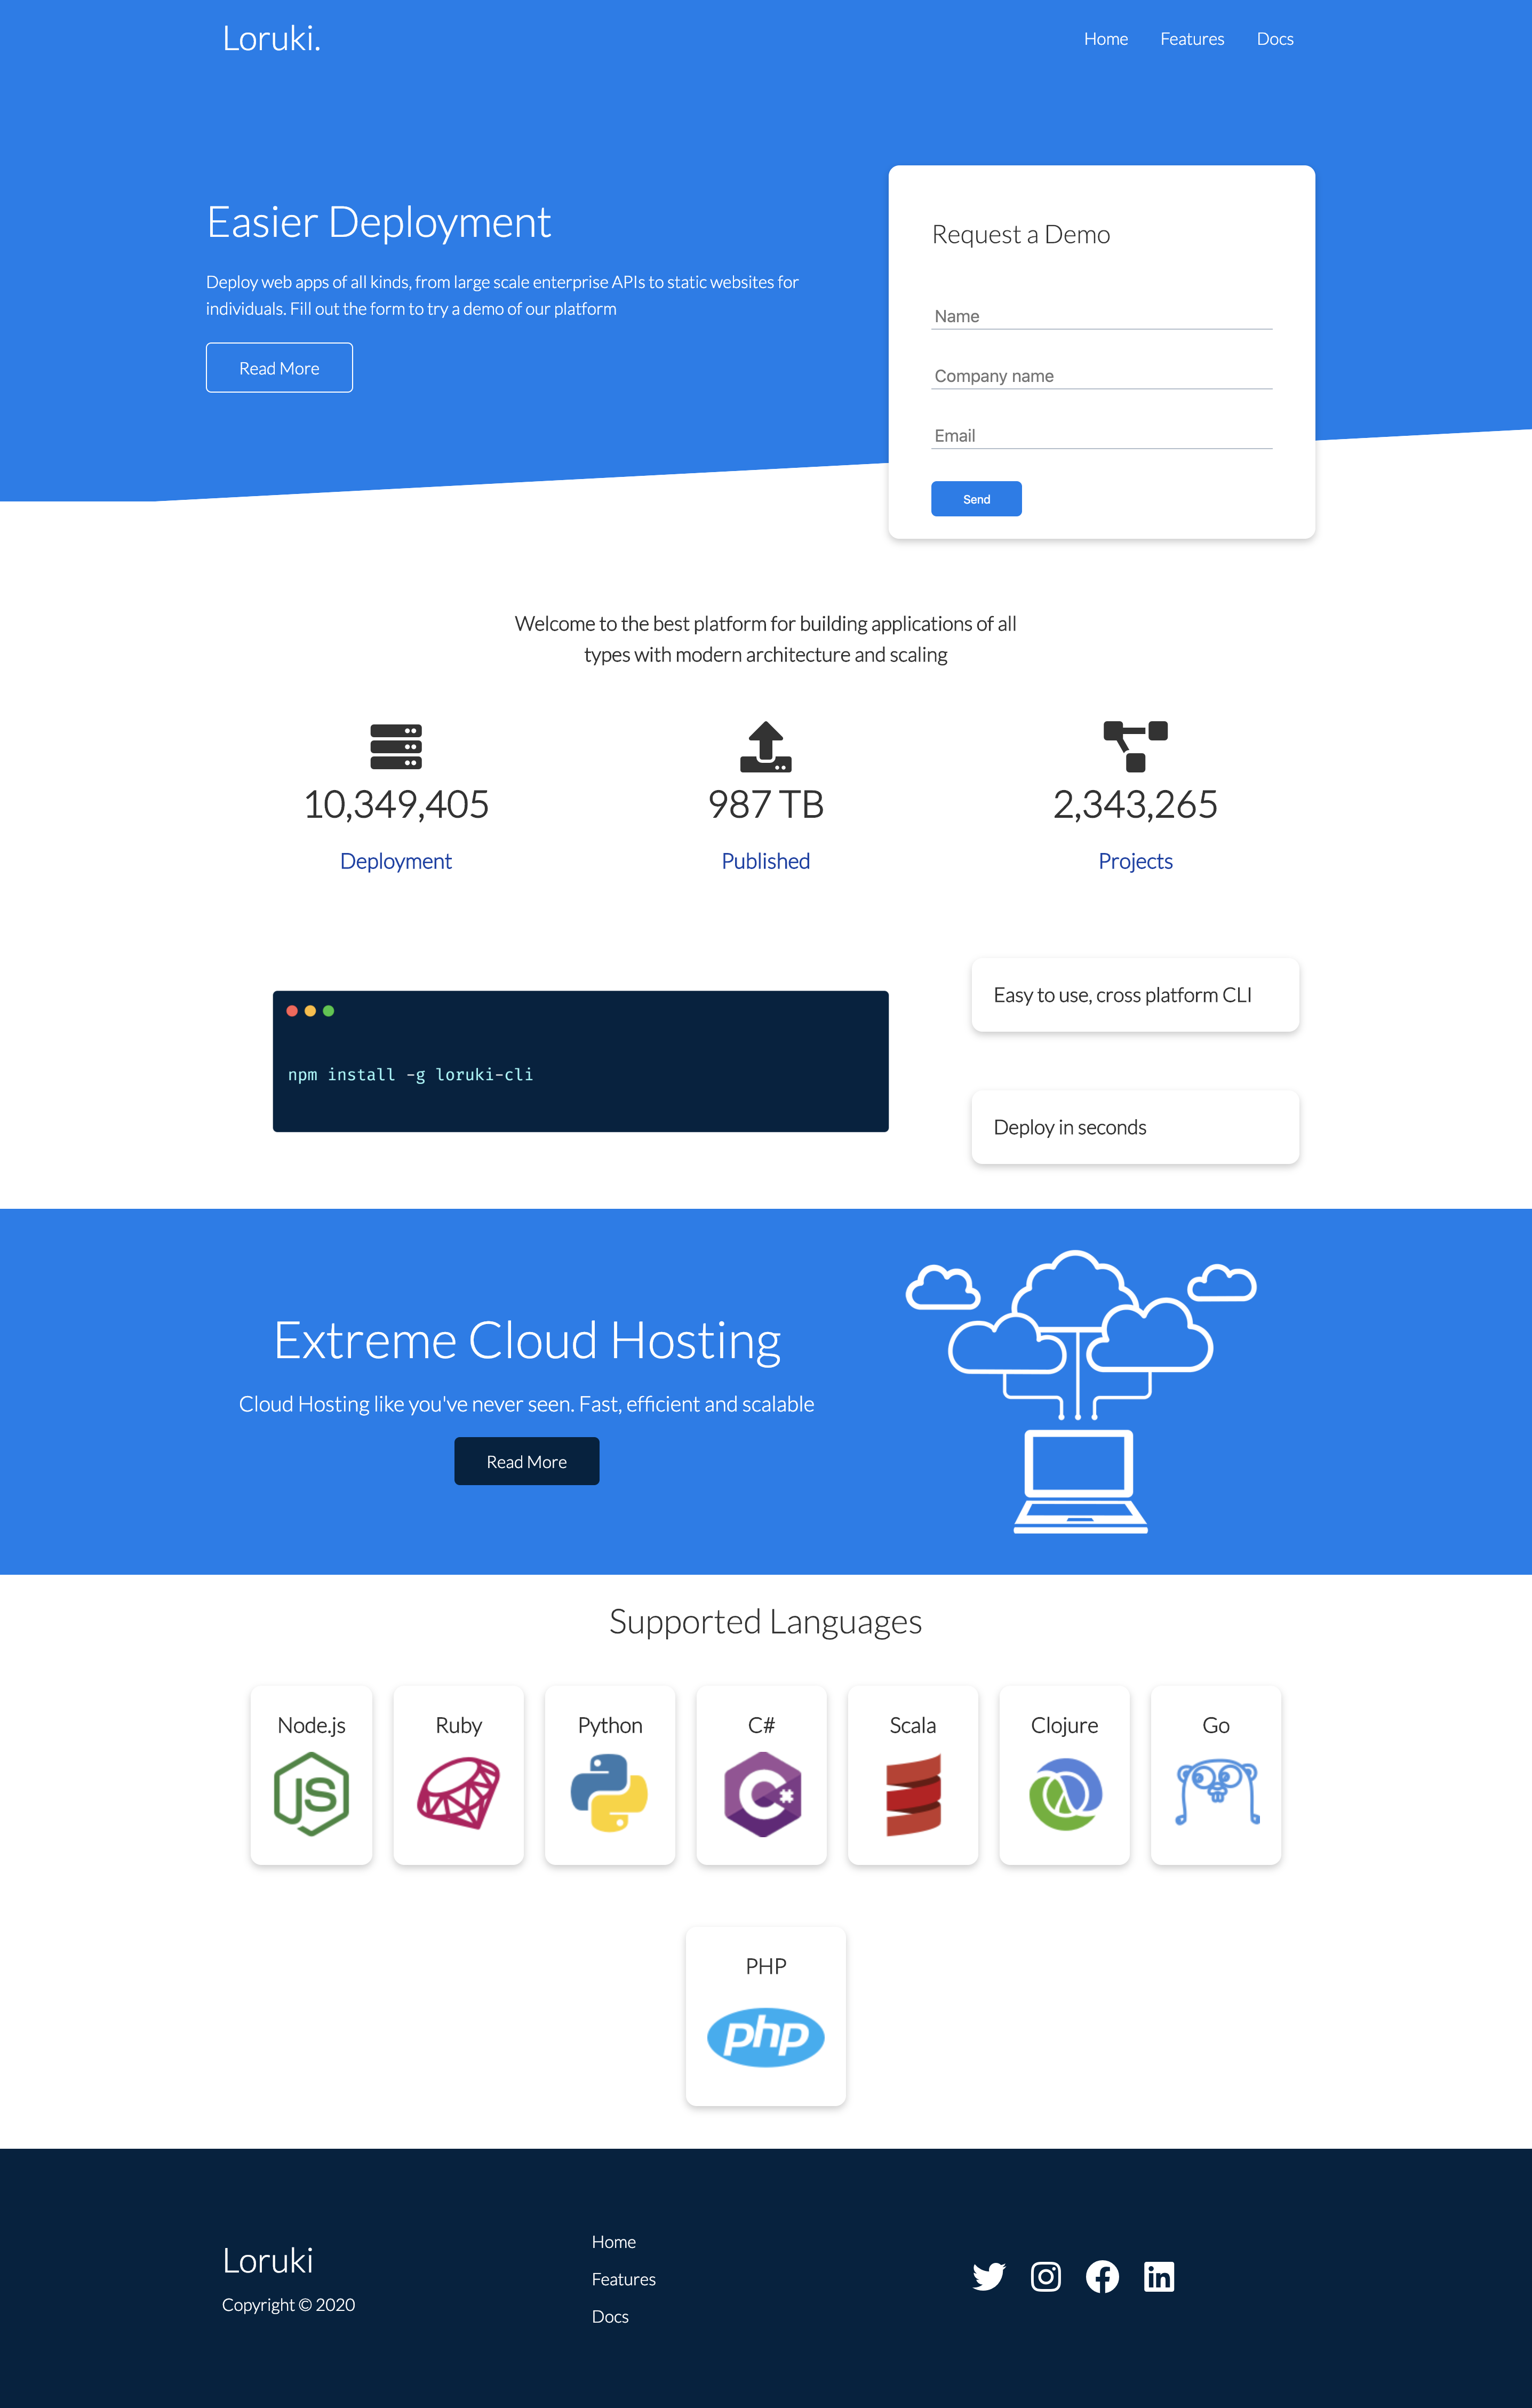 Loruki.
Home
Features
Docs
Easier Deployment
Deploy web apps of all kinds, from large scale enterprise APIs to static websites for
individuals. Fill out the form to try a demo of our platform
Read More
Request a Demo
Name
Company name
Email
Send
Welcome to the best platform for building applications of all
types with modern architecture and scaling
10,349,405
Deployment
987 TB
Published
2,343,265
Projects
npm install -g loruki-cli
Easy to use, cross platform CLI
Deploy in seconds
Extreme Cloud Hosting
Cloud Hosting like you've never seen. Fast, efficient and scalable
Read More
Supported Languages
Node.js
JS
Ruby
Python
C#
C#
Scala
Clojure
Go
PHP
php
Loruki
Copyright © 2020
Home
Features
Docs